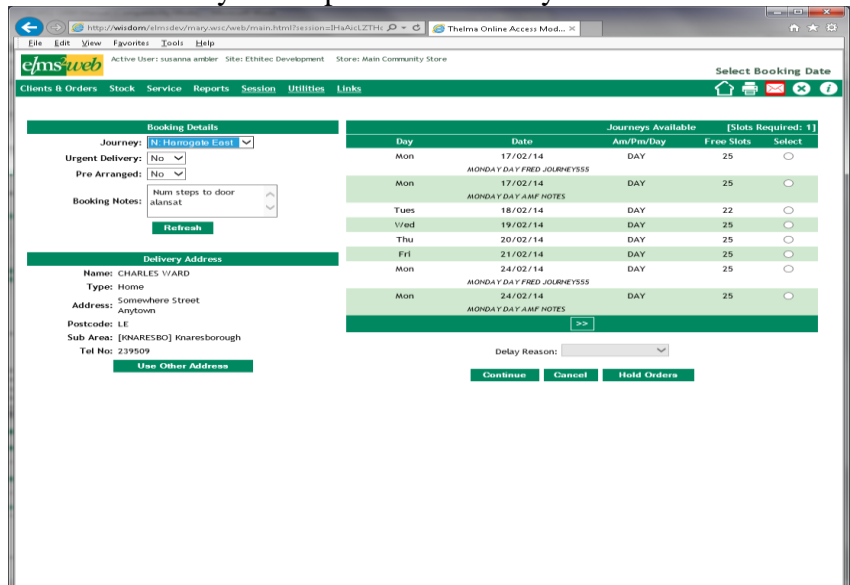 http://wisdom/elmsdev/mary.wsc/web/main.html?session=
Thelma Online Access Mod...
File Edit View Favorites Tools Help
elms2web
Active User: susanna ambler Site: Ethitec Development Store: Main Community Store
Select Booking Date
Clients & Orders Stock Service Reports Session Utilities Links
Booking Details
Journey: N: Harrogate East
Urgent Delivery: No
Pre Arranged: No
Booking Notes: Num steps to door
alansat
Refresh
Delivery Address
Name: CHARLES WARD
Type: Home
Address: Somewhere Street
Anytown
Postcode: LE
Sub Area: [KNARESBO] Knaresborough
Tel No: 239509
Use Other Address
Journeys Available [Slots Required: 1]
Day Date Am/Pm/Day Free Slots Select
Mon 17/02/14 DAY 25
MONDAY DAY FRED JOURNEYSSS
Mon 17/02/14 DAY 25
MONDAY DAY AMF NOTES
Tues 18/02/14 DAY 22
Wed 19/02/14 DAY 25
Thu 20/02/14 DAY 25
Fri 21/02/14 DAY 25
Mon 24/02/14 DAY 25
MONDAY DAY FRED JOURNEYSSS
Mon 24/02/14 DAY 25
MONDAY DAY AMF NOTES
>>
Delay Reason:
Continue Cancel Hold Orders